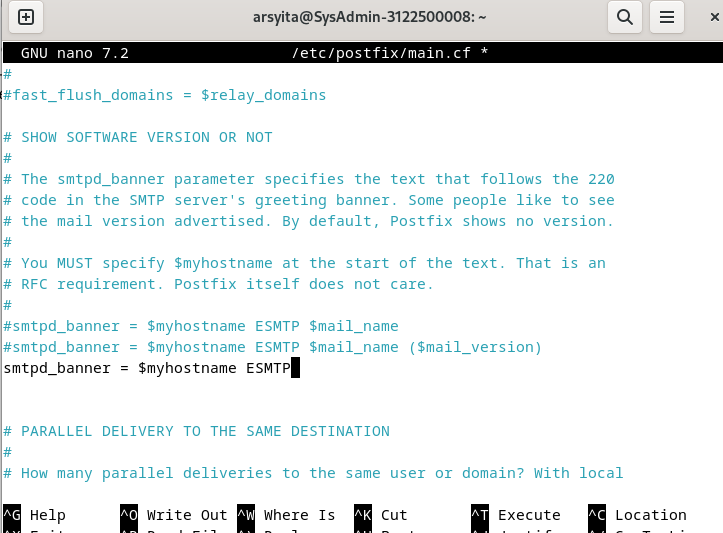 arsyita@SysAdmin-3122500008: ~
GNU nano 7.2 /etc/postfix/main.cf *
#
#fast_flush_domains = $relay_domains
# SHOW SOFTWARE VERSION OR NOT
#
# The smtpd_banner parameter specifies the text that follows the 220
# code in the SMTP server's greeting banner. Some people like to see
# the mail version advertised. By default, Postfix shows no version.
#
# You MUST specify $myhostname at the start of the text. That is an
# RFC requirement. Postfix itself does not care.
#
#smtpd_banner = $myhostname ESMTP $mail_name
#smtpd_banner = $myhostname ESMTP $mail_name ($mail_version)
smtpd_banner = $myhostname ESMTP
# PARALLEL DELIVERY TO THE SAME DESTINATION
#
# How many parallel deliveries to the same user or domain? With local
^G Help ^O Write Out ^W Where Is ^K Cut ^T Execute ^C Location